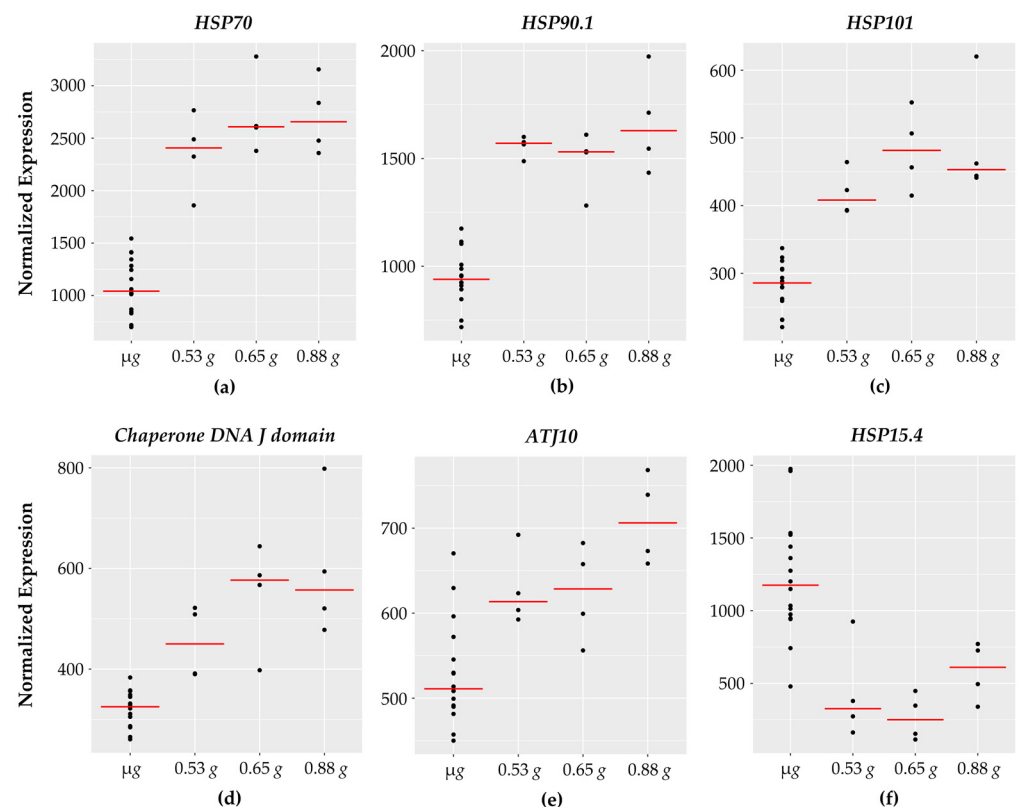 HSP70
HSP90.1
HSP101
Normalized Expression
3000
2500
2000
1500
1000
μg 0.53 g 0.65 g 0.88 g
(a)
2000
1500
1000
μg 0.53 g 0.65 g 0.88 g
(b)
600
500
400
300
μg 0.53 g 0.65 g 0.88 g
(c)
Chaperone DNA J domain
ATJ10
HSP15.4
Normalized Expression
800
600
400
μg 0.53 g 0.65 g 0.88 g
(d)
700
600
500
μg 0.53 g 0.65 g 0.88 g
(e)
2000
1500
1000
500
μg 0.53 g 0.65 g 0.88 g
(f)